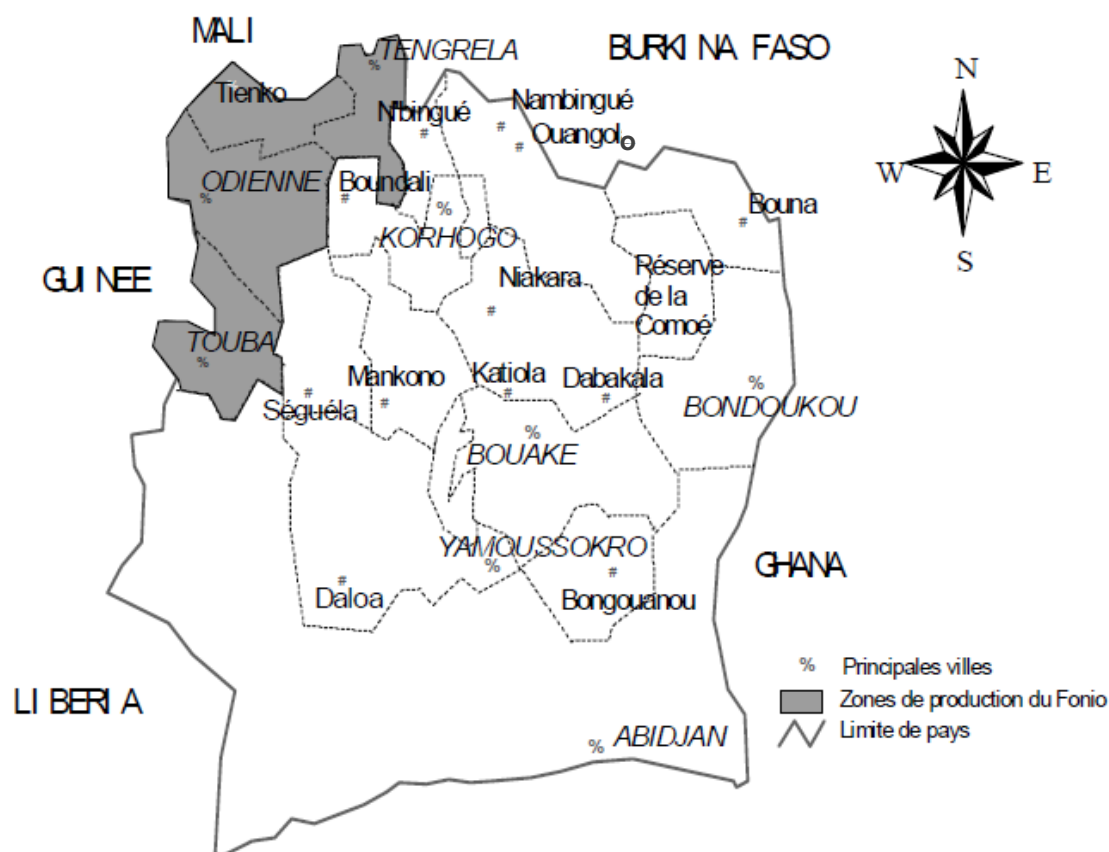 MALI
TENGRELA
BURKINA FASO
%
Tienko
N'bingué
#
Nambingué
#
Ouangolo
#
N
W
E
S
ODIENNE
%
Boundali
#
%
KORHOGO
Bouna
#
GUINEE
Niakara
#
Réserve
de la
Comoé
TOUBA
%
Séguéla
#
Mankono
#
Katiola
#
Dabakala
#
%
BONDOUKOU
%
BOUAKE
YAMOUSSOKRO
%
GHANA
#
Daloa
#
Bongouanou
LIBERIA
% Principales villes
Zones de production du Fonio
Limite de pays
% ABIDJAN